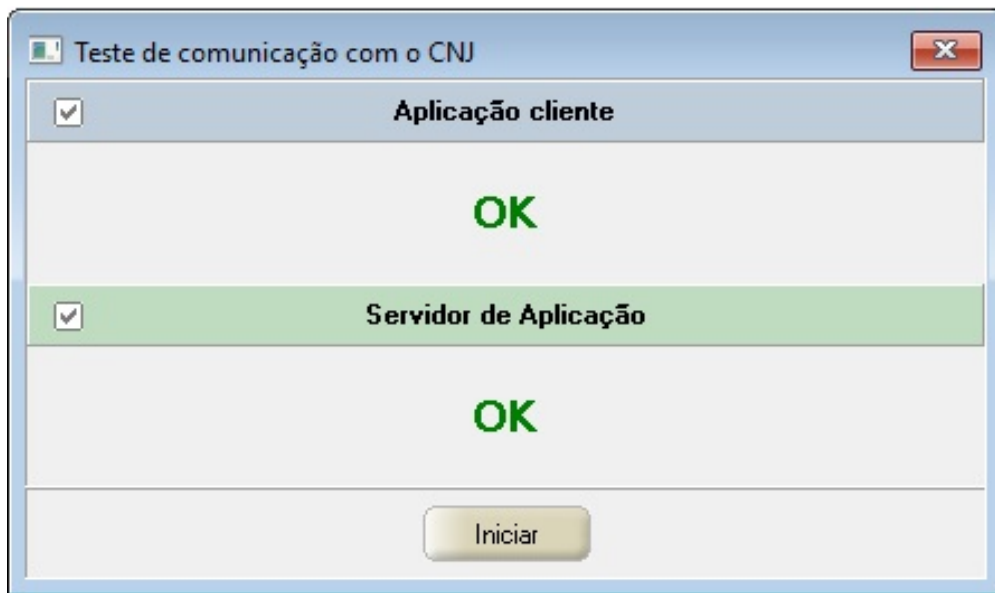 Teste de comunicação com o CNJ
Aplicação cliente
OK
Servidor de Aplicação
OK
Iniciar